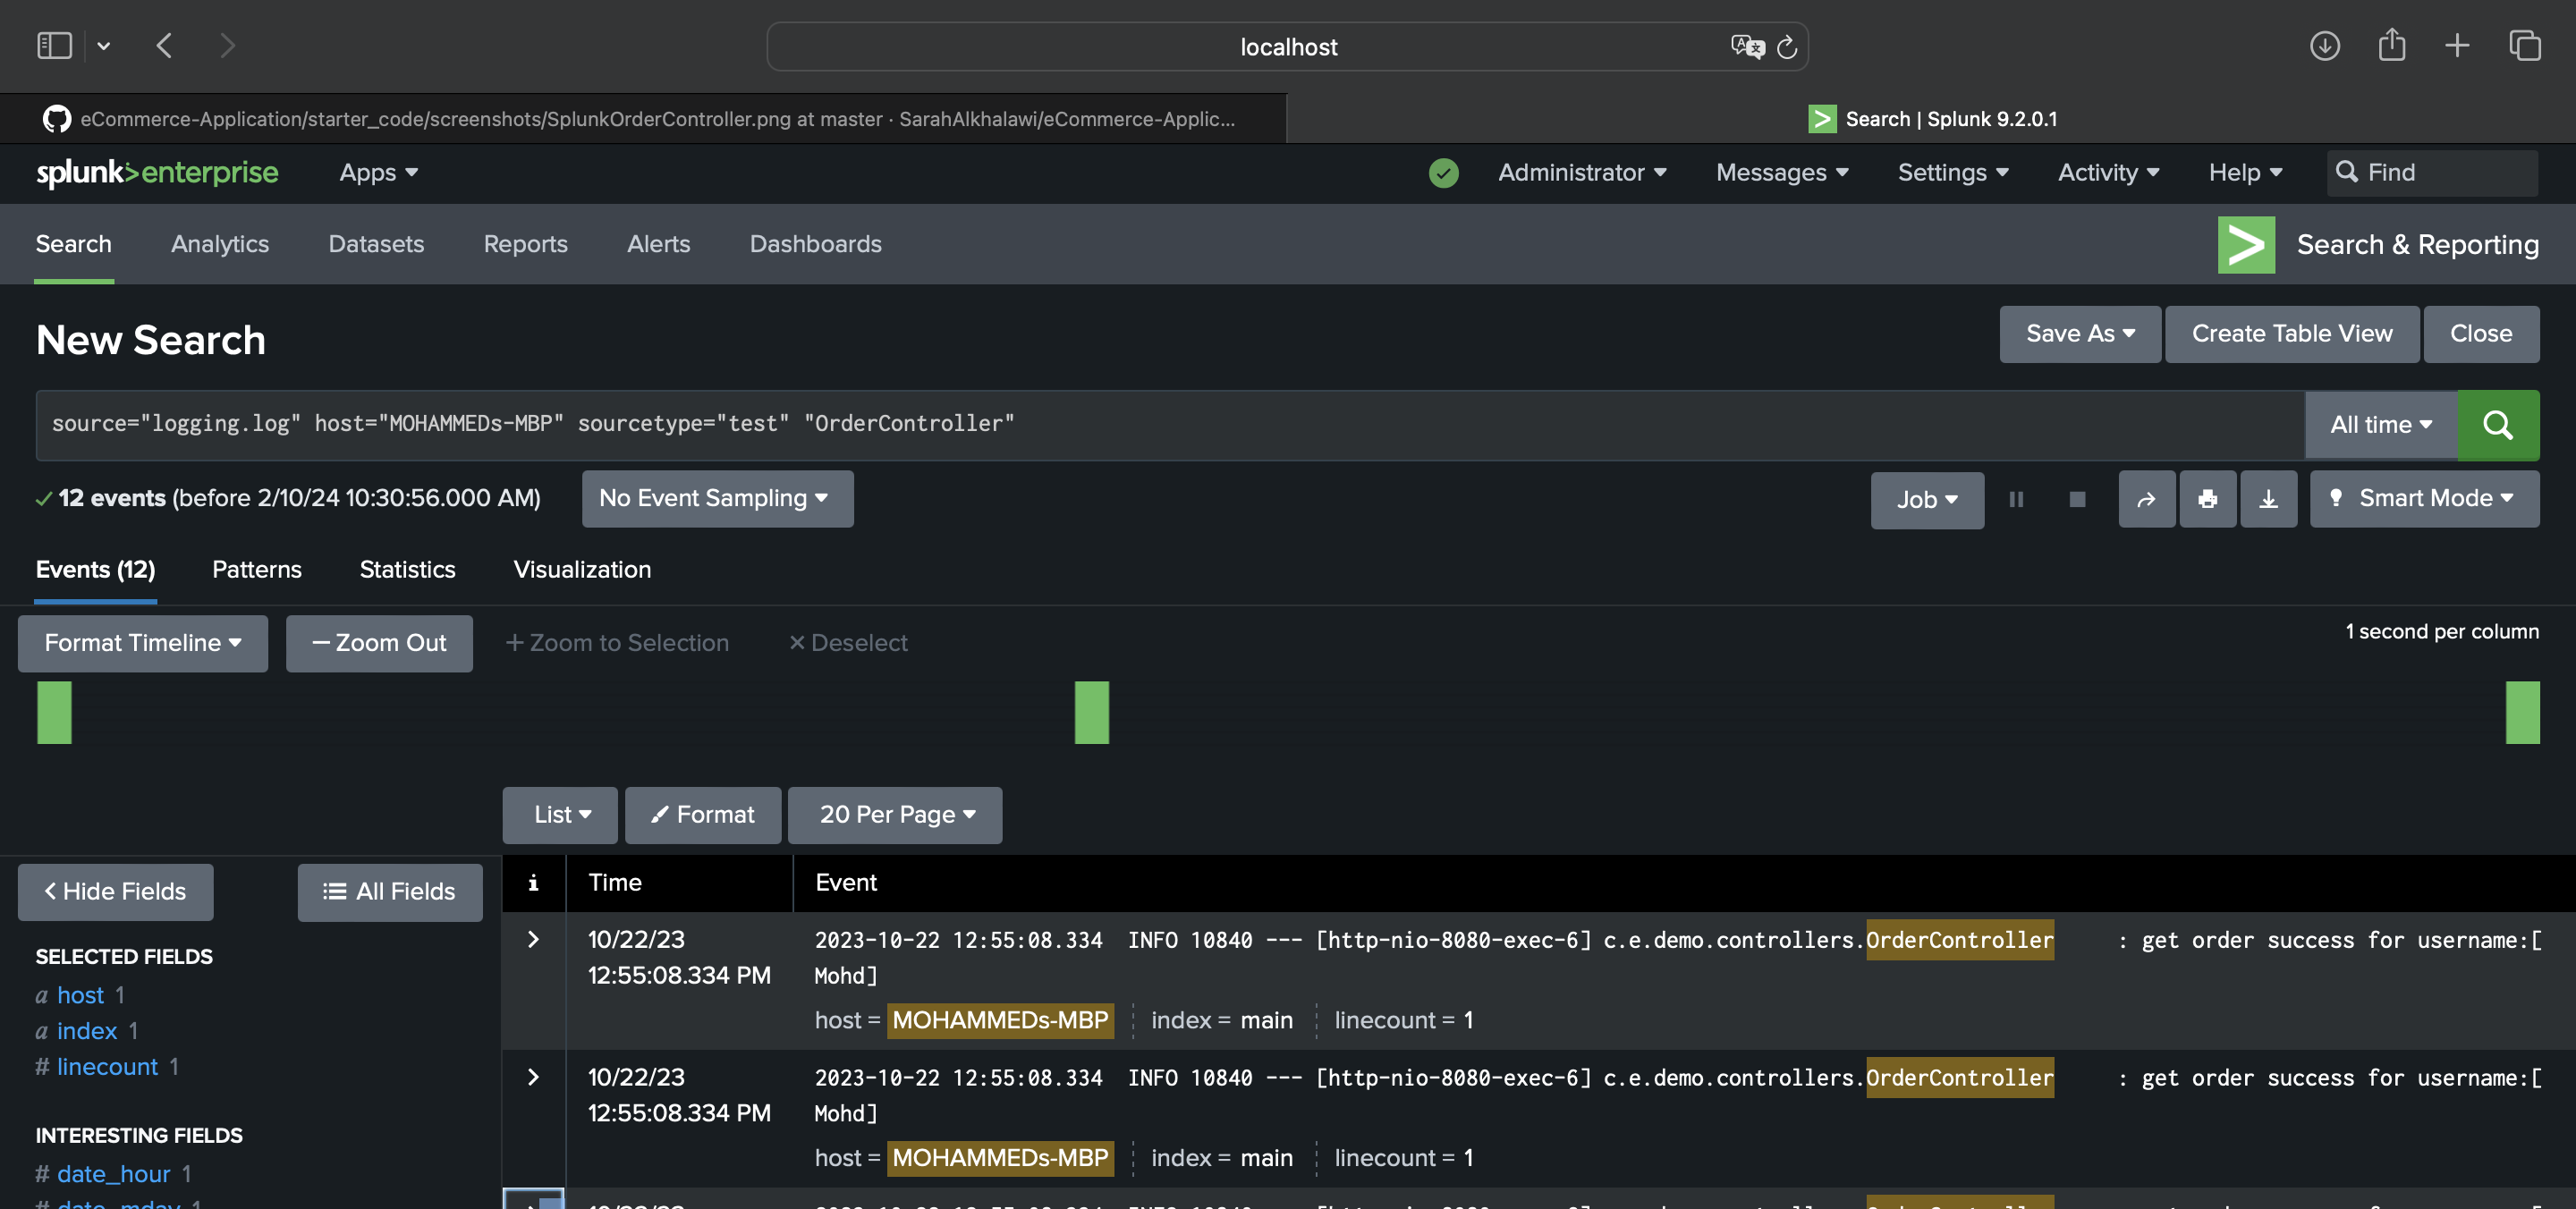 localhost
eCommerce-Application/starter_code/screenshots/SplunkOrderController.png at master · SarahAlkhalawi/eCommerce-Applic...
Search | Splunk 9.2.0.1
splunk>enterprise Apps Administrator Messages Settings Activity Help Find
Search Analytics Datasets Reports Alerts Dashboards Search & Reporting
New Search Save As Create Table View Close
source="logging.log" host="MOHAMMEDs-MBP" sourcetype="test" "OrderController" All time
12 events (before 2/10/24 10:30:56.000 AM) No Event Sampling Job Smart Mode
Events (12) Patterns Statistics Visualization
Format Timeline — Zoom Out + Zoom to Selection × Deselect 1 second per column
List Format 20 Per Page
Hide Fields All Fields
i Time Event
SELECTED FIELDS
a host 1
a index 1
# linecount 1
INTERESTING FIELDS
# date_hour 1
# date_mday 1
10/22/23
12:55:08.334 PM
2023-10-22 12:55:08.334  INFO 10840 --- [http-nio-8080-exec-6] c.e.demo.controllers.OrderController     : get order success for username:[
Mohd]
host = MOHAMMEDs-MBP index = main linecount = 1
10/22/23
12:55:08.334 PM
2023-10-22 12:55:08.334  INFO 10840 --- [http-nio-8080-exec-6] c.e.demo.controllers.OrderController     : get order success for username:[
Mohd]
host = MOHAMMEDs-MBP index = main linecount = 1